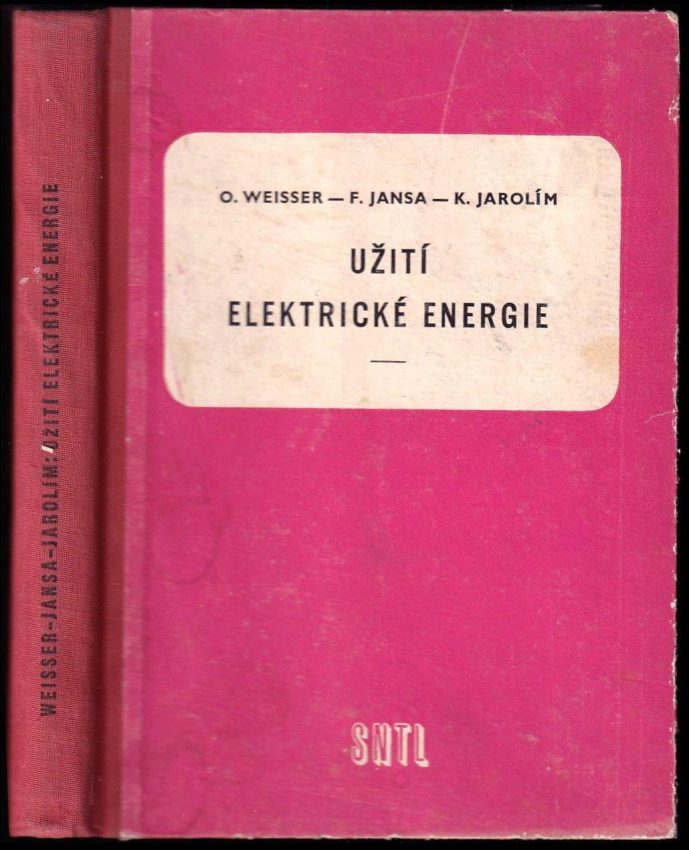 WEISSER-JANSA-JAROLÍM: UŽITÍ ELEKTRICKÉ ENERGIE
O. WEISSER — F. JANSA — K. JAROLÍM
UŽITÍ
ELEKTRICKÉ ENERGIE
SNTL